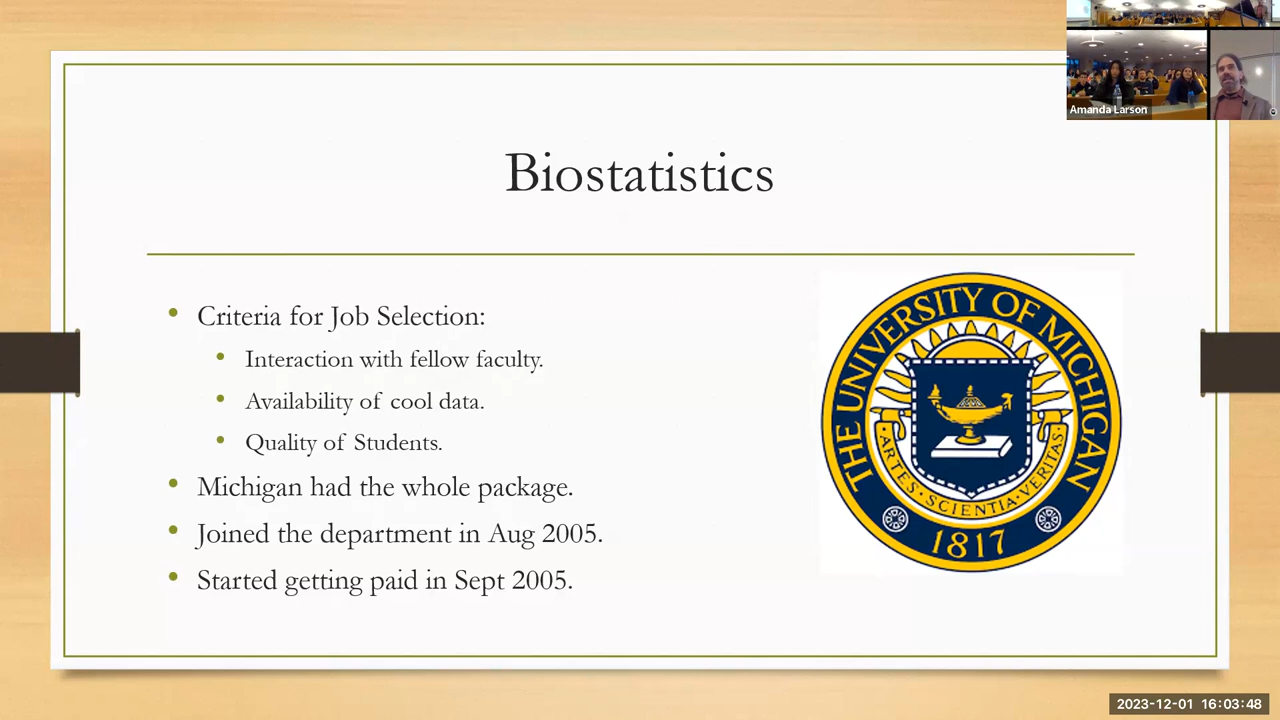 Amanda Larson
Biostatistics
Criteria for Job Selection:
Interaction with fellow faculty.
Availability of cool data.
Quality of Students.
Michigan had the whole package.
Joined the department in Aug 2005.
Started getting paid in Sept 2005.
THE UNIVERSITY OF MICHIGAN
ARTES · SCIENTIA · VERITAS
1817
2023-12-01 16:03:48